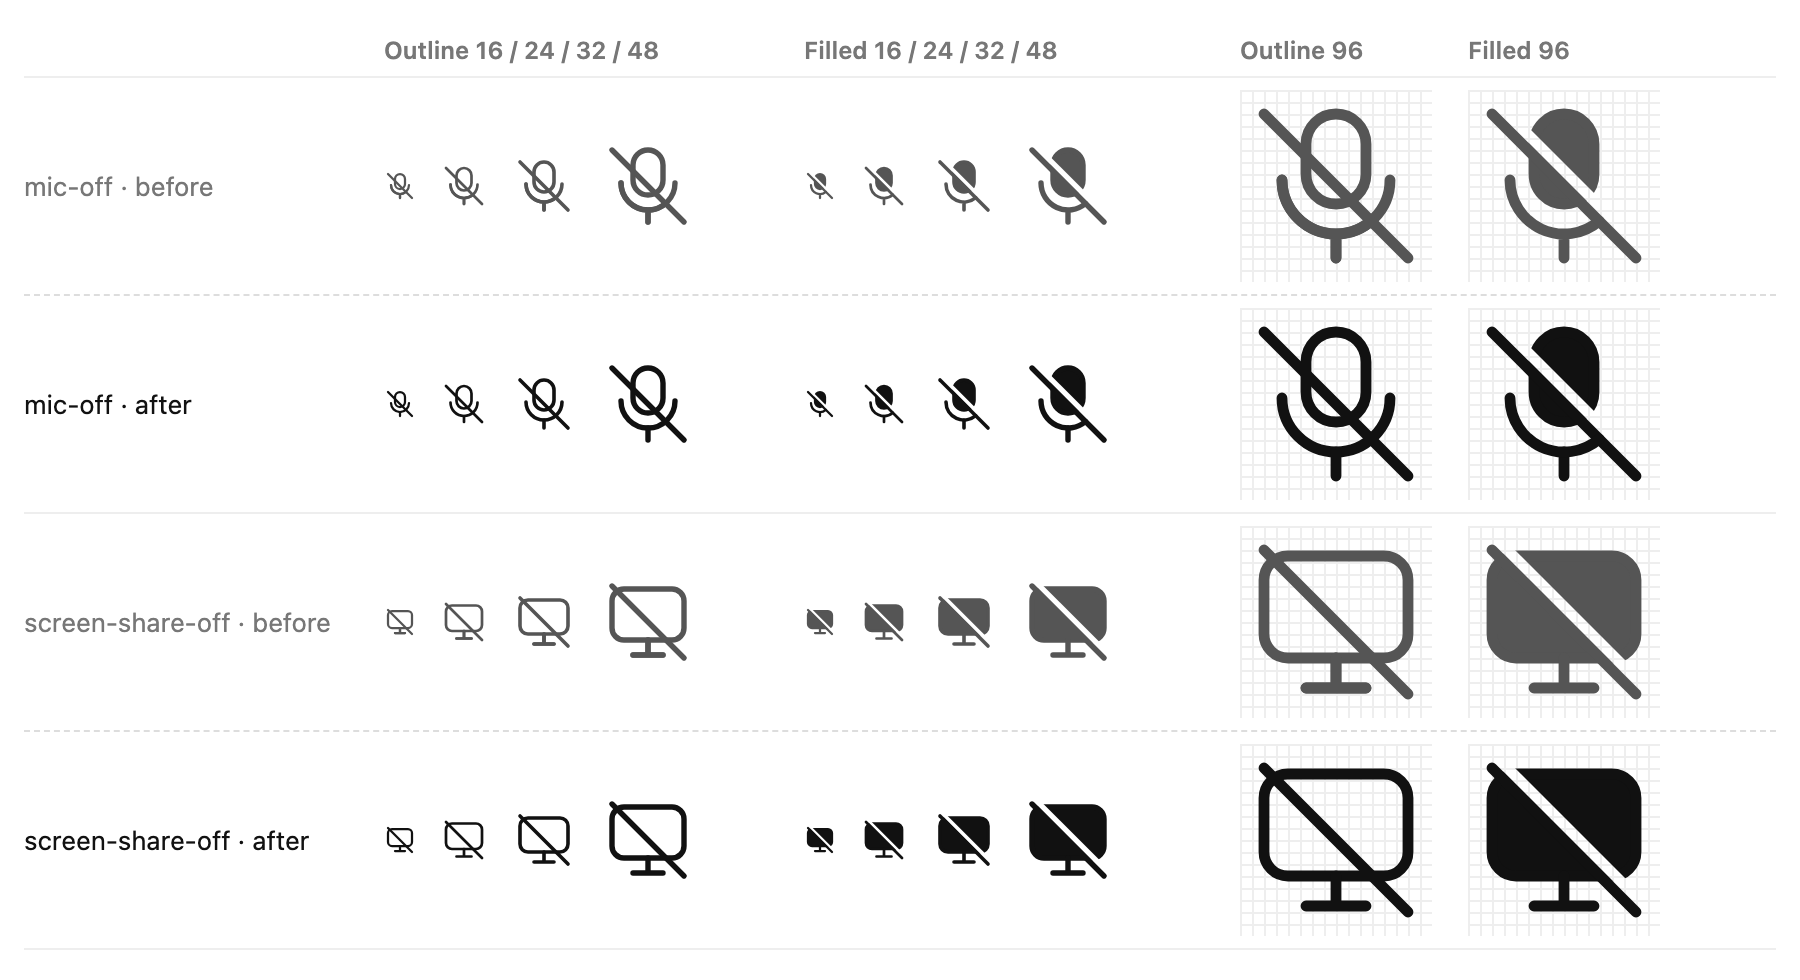 Outline 16 / 24 / 32 / 48 Filled 16 / 24 / 32 / 48 Outline 96 Filled 96
mic-off · before
mic-off · after
screen-share-off · before
screen-share-off · after